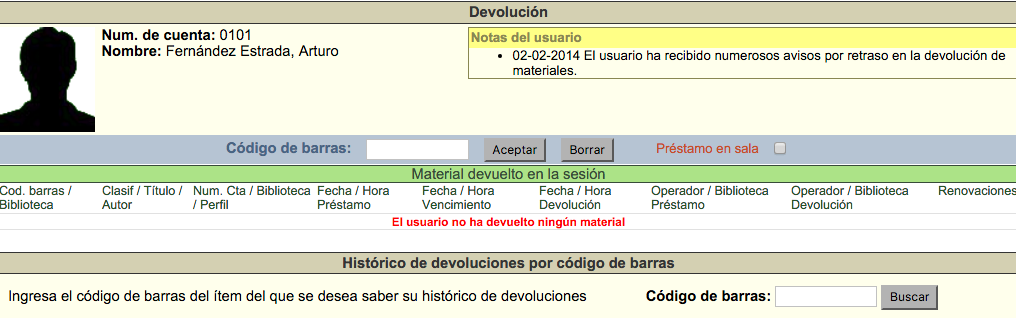 Devolución
Num. de cuenta: 0101
Nombre: Fernández Estrada, Arturo
Notas del usuario
• 02-02-2014 El usuario ha recibido numerosos avisos por retraso en la devolución de
materiales.
Código de barras: Aceptar Borrar Préstamo en sala
Material devuelto en la sesión
Cod. barras / Clasif / Título / Num. Cta / Biblioteca Fecha / Hora Fecha / Hora Fecha / Hora Operador / Biblioteca Operador / Biblioteca Renovaciones
Biblioteca Autor / Perfil Préstamo Vencimiento Devolución Préstamo Devolución
El usuario no ha devuelto ningún material
Histórico de devoluciones por código de barras
Ingresa el código de barras del ítem del que se desea saber su histórico de devoluciones Código de barras: Buscar